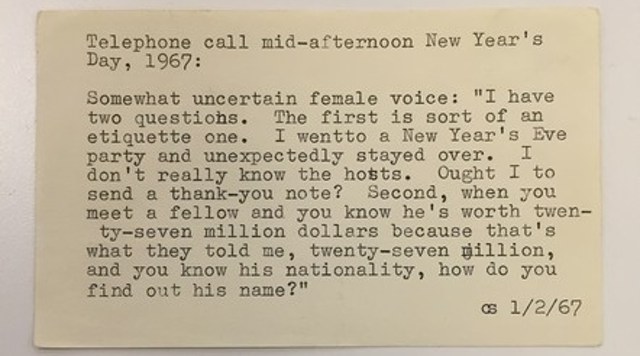 Telephone call mid-afternoon New Year's
Day, 1967:
Somewhat uncertain female voice: "I have
two questions. The first is sort of an
etiquette one. I wentto a New Year's Eve
party and unexpectedly stayed over. I
don't really know the hosts. Ought I to
send a thank-you note? Second, when you
meet a fellow and you know he's worth twen-
ty-seven million dollars because that's
what they told me, twenty-seven million,
and you know his nationality, how do you
find out his name?"
cs 1/2/67